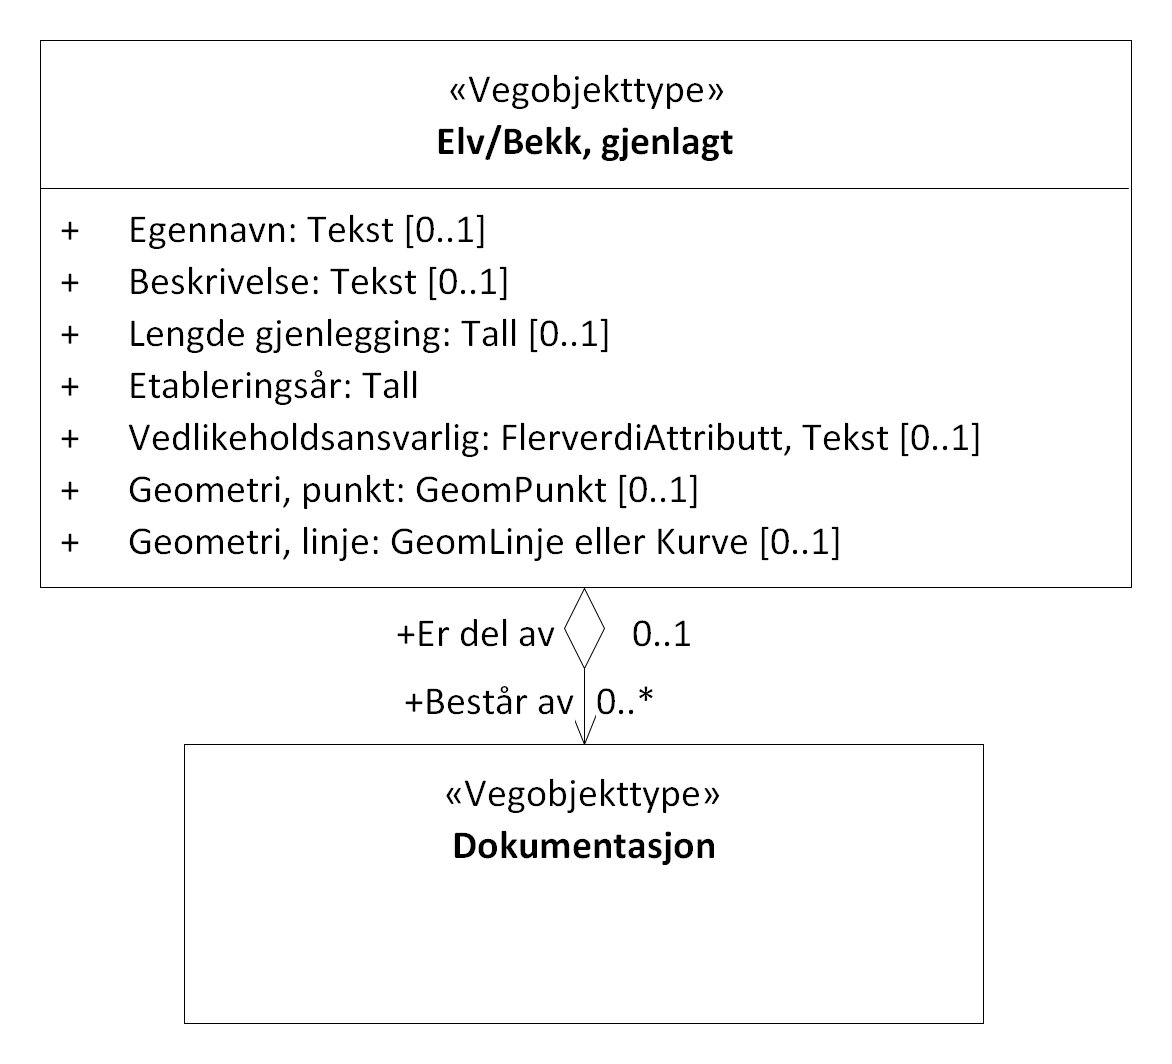 «Vegobjekttype»
Elv/Bekk, gjenlagt
+ Egennavn: Tekst [0..1]
+ Beskrivelse: Tekst [0..1]
+ Lengde gjenlegging: Tall [0..1]
+ Etableringsår: Tall
+ Vedlikeholdsansvarlig: FlerverdiAttributt, Tekst [0..1]
+ Geometri, punkt: GeomPunkt [0..1]
+ Geometri, linje: GeomLinje eller Kurve [0..1]
+Er del av 0..1
+Består av 0..*
«Vegobjekttype»
Dokumentasjon